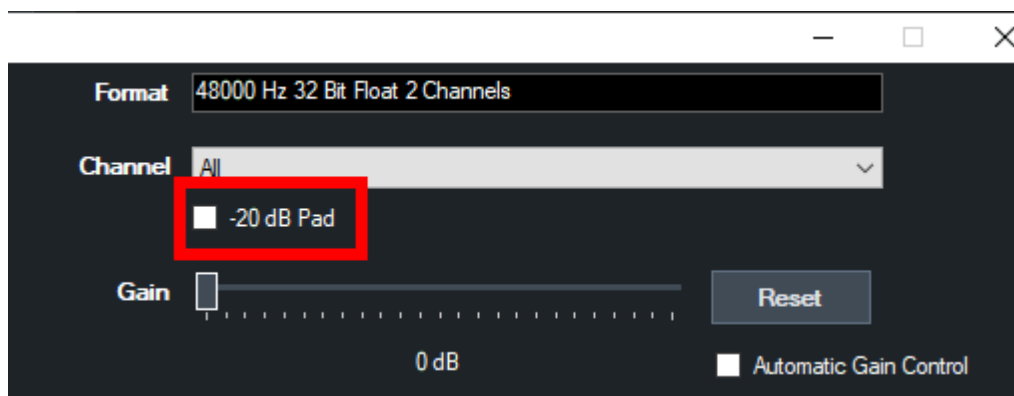 Format 48000 Hz 32 Bit Float 2 Channels
Channel All
-20 dB Pad
Gain Reset
0 dB Automatic Gain Control